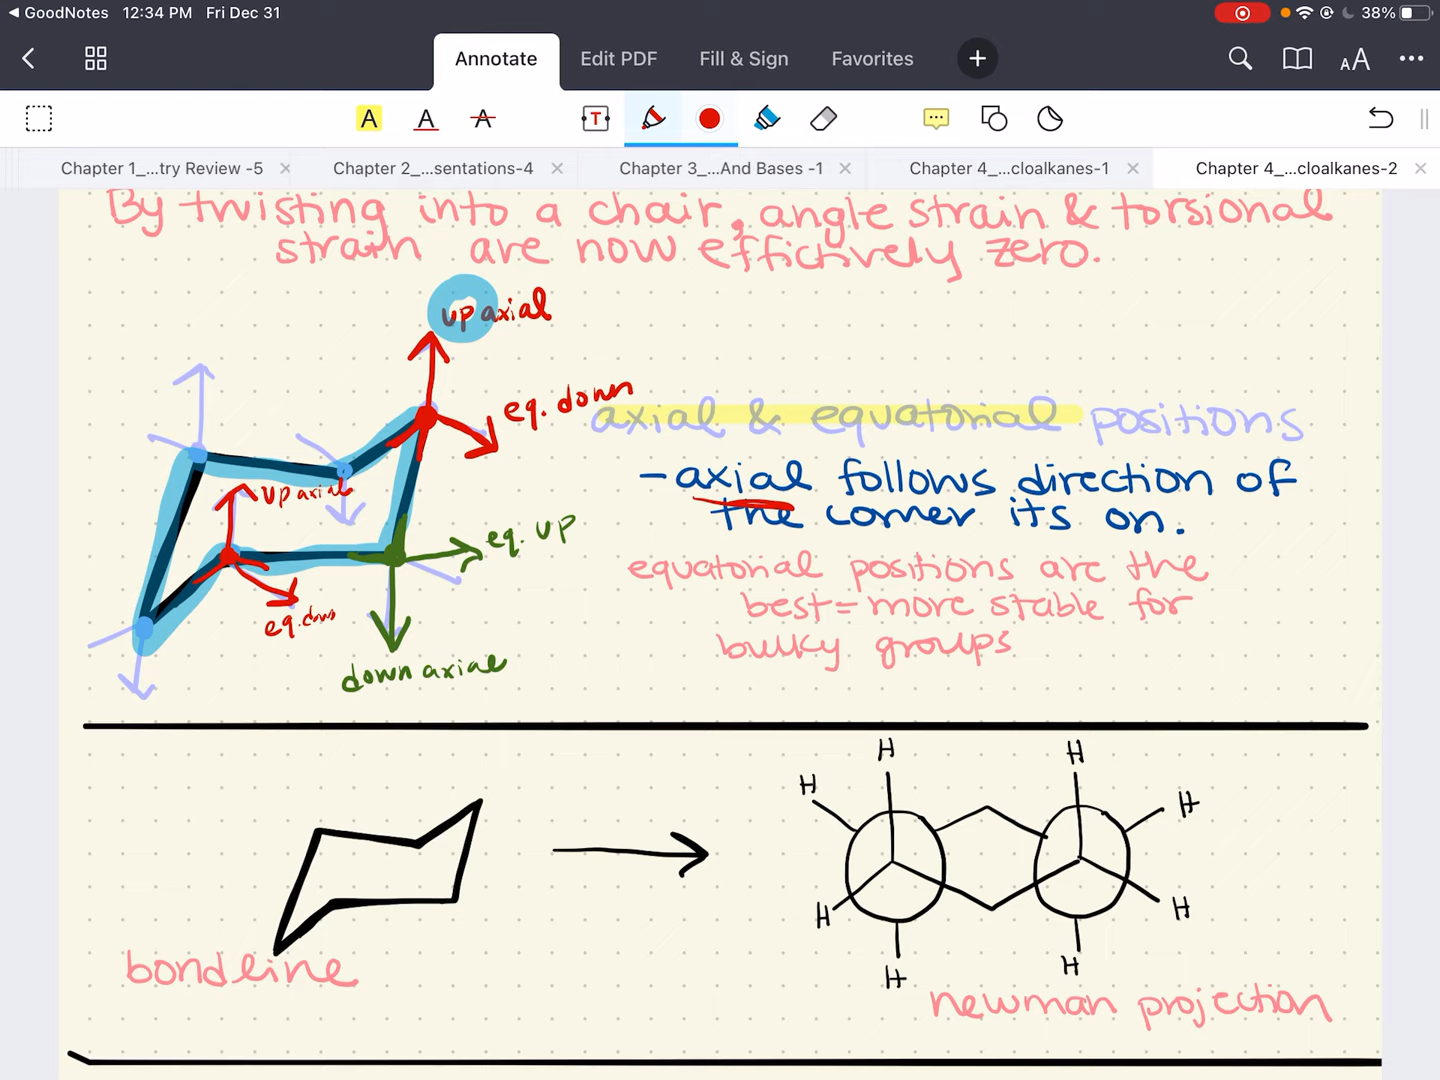 GoodNotes 12:34 PM Fri Dec 31 38%
Annotate Edit PDF Fill & Sign Favorites
A A A T AA
Chapter 1_...try Review -5 Chapter 2_...sentations-4 Chapter 3_...And Bases -1 Chapter 4_...cloalkanes-1 Chapter 4_...cloalkanes-2
By twisting into a chair, angle strain & torsional
strain are now effictively zero.
up axial
eq. down
axial & equatorial positions
-axial follows direction of
the corner its on.
up axial
eq. up
equatorial positions are the
best = more stable for
bulky groups
eq. down
down axial
H H
H H
H H
H H
bondline
newman projection